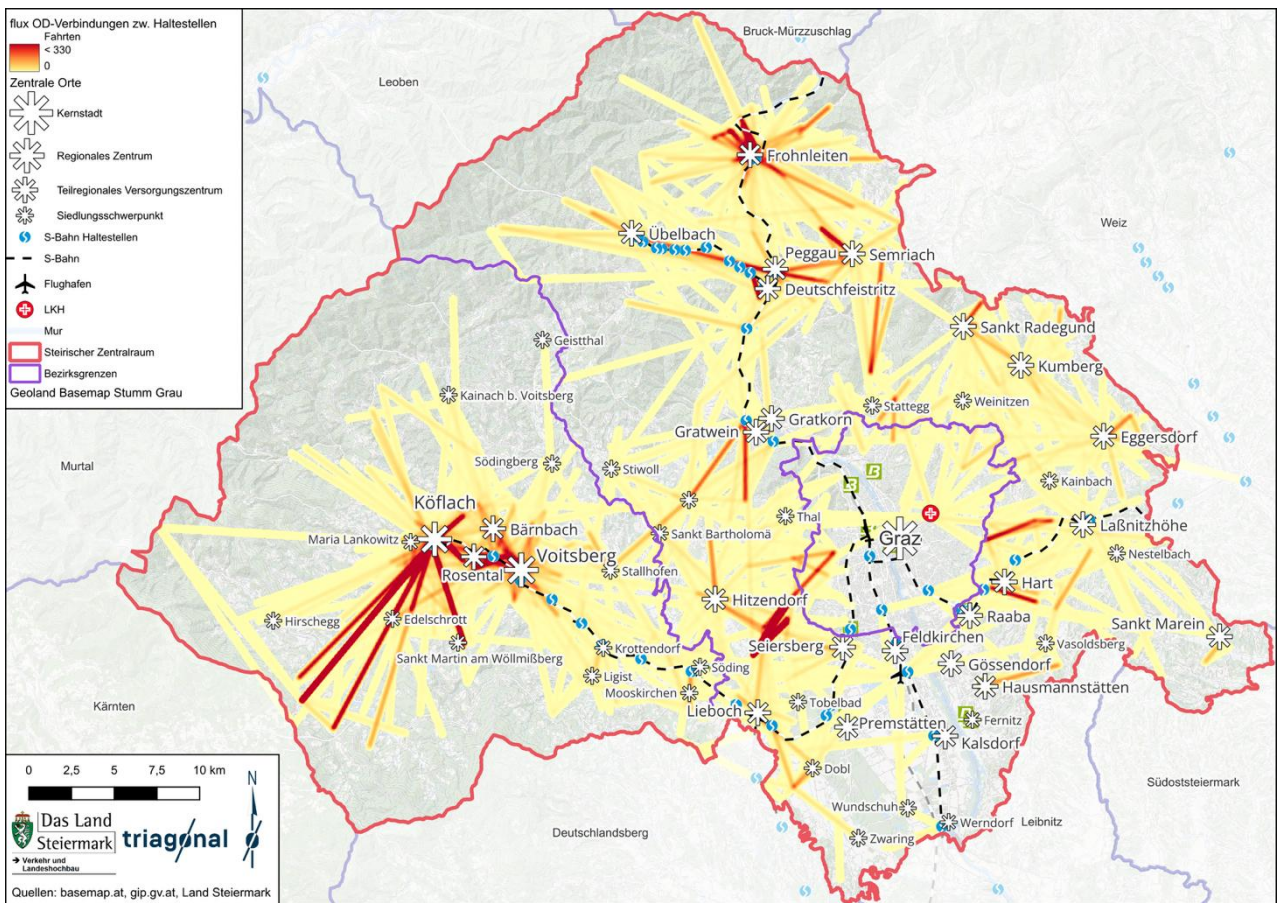 flux OD-Verbindungen zw. Haltestellen
Fahrten
< 330
0
Zentrale Orte
Kernstadt
Regionales Zentrum
Teilregionales Versorgungszentrum
Siedlungsschwerpunkt
S-Bahn Haltestellen
S-Bahn
Flughafen
LKH
Mur
Steirischer Zentralraum
Bezirksgrenzen
Geoland Basemap Stumm Grau
Bruck-Mürzzuschlag
Leoben
Weiz
Murtal
Kärnten
Deutschlandsberg
Leibnitz
Südoststeiermark
Frohnleiten
Übelbach
Peggau
Semriach
Deutschfeistritz
Sankt Radegund
Geistthal
Kumberg
Kainach b. Voitsberg
Stattegg
Weinitzen
Gratkorn
Gratwein
Eggersdorf
Södingberg
Stiwoll
Kainbach
Köflach
Bärnbach
Thal
Laßnitzhöhe
Maria Lankowitz
Sankt Bartholomä
Graz
Voitsberg
Rosental
Stallhofen
Nestelbach
Hart
Hitzendorf
Raaba
Hirschegg
Edelschrott
Sankt Marein
Sankt Martin am Wöllmißberg
Krottendorf
Seiersberg
Feldkirchen
Vasoldsberg
Söding
Gössendorf
Ligist
Mooskirchen
Hausmannstätten
Tobelbad
Lieboch
Premstätten
Fernitz
Kalsdorf
Dobl
Wundschuh
Werndorf
Zwaring
0 2,5 5 7,5 10 km
N
Das Land
Steiermark
→ Verkehr und
Landeshochbau
triagonal
Quellen: basemap.at, gip.gv.at, Land Steiermark